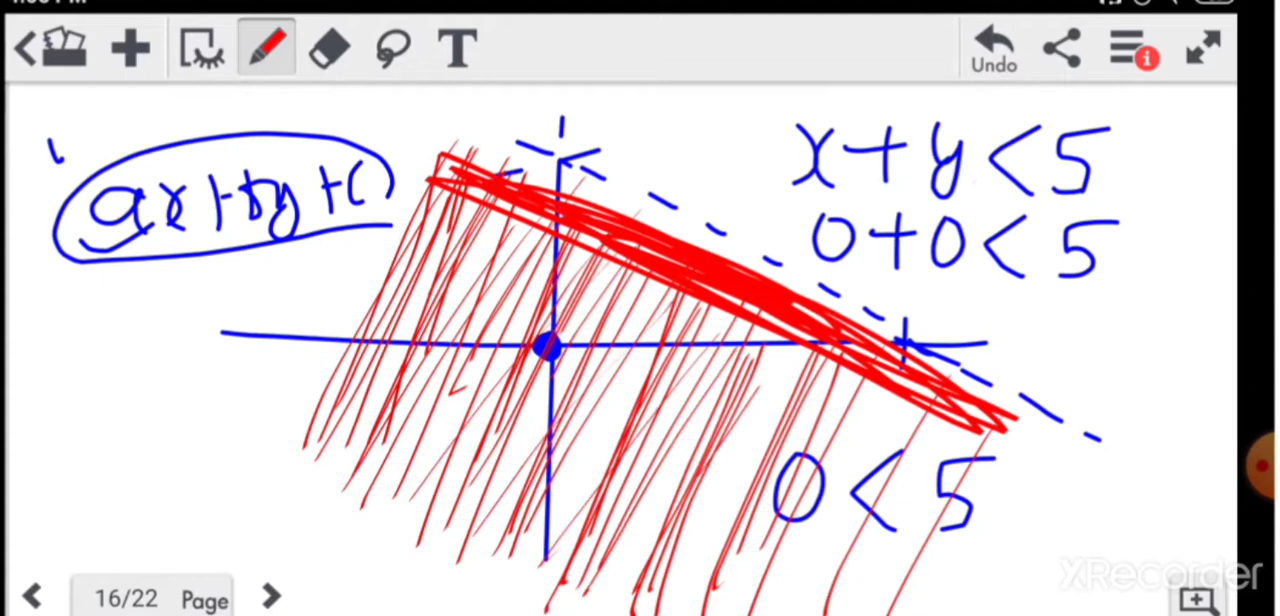 T
Undo
i
x+y<5
ax+by+c
0+0<5
0<5
16/22 Page
XRecorder